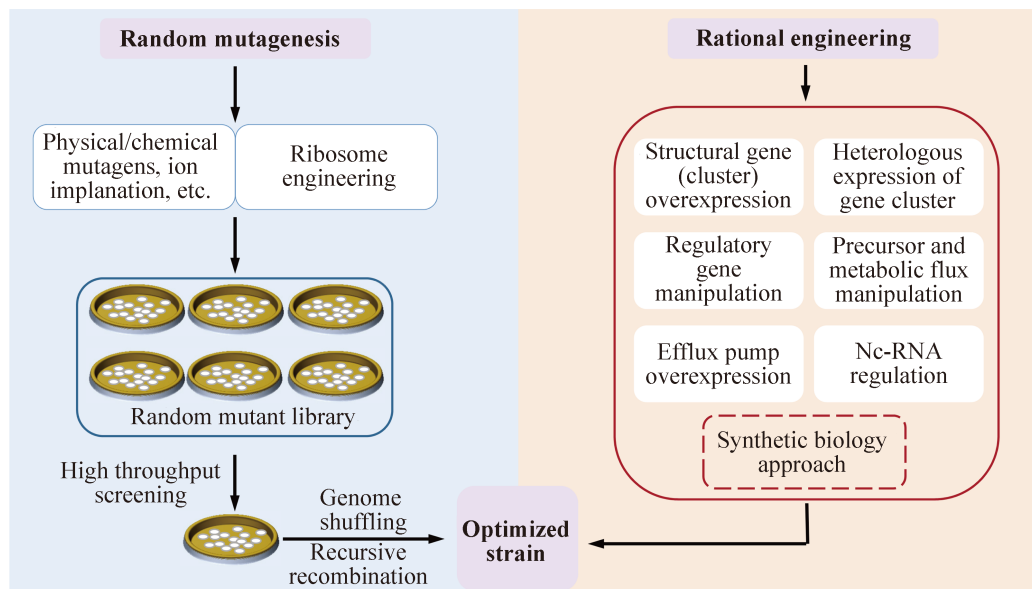 Random mutagenesis
Physical/chemical
mutagens, ion
implanation, etc.
Ribosome
engineering
Random mutant library
High throughput
screening
Genome
shuffling
Recursive
recombination
Optimized
strain
Rational engineering
Structural gene
(cluster)
overexpression
Heterologous
expression of
gene cluster
Regulatory
gene
manipulation
Precursor and
metabolic flux
manipulation
Efflux pump
overexpression
Nc-RNA
regulation
Synthetic biology
approach